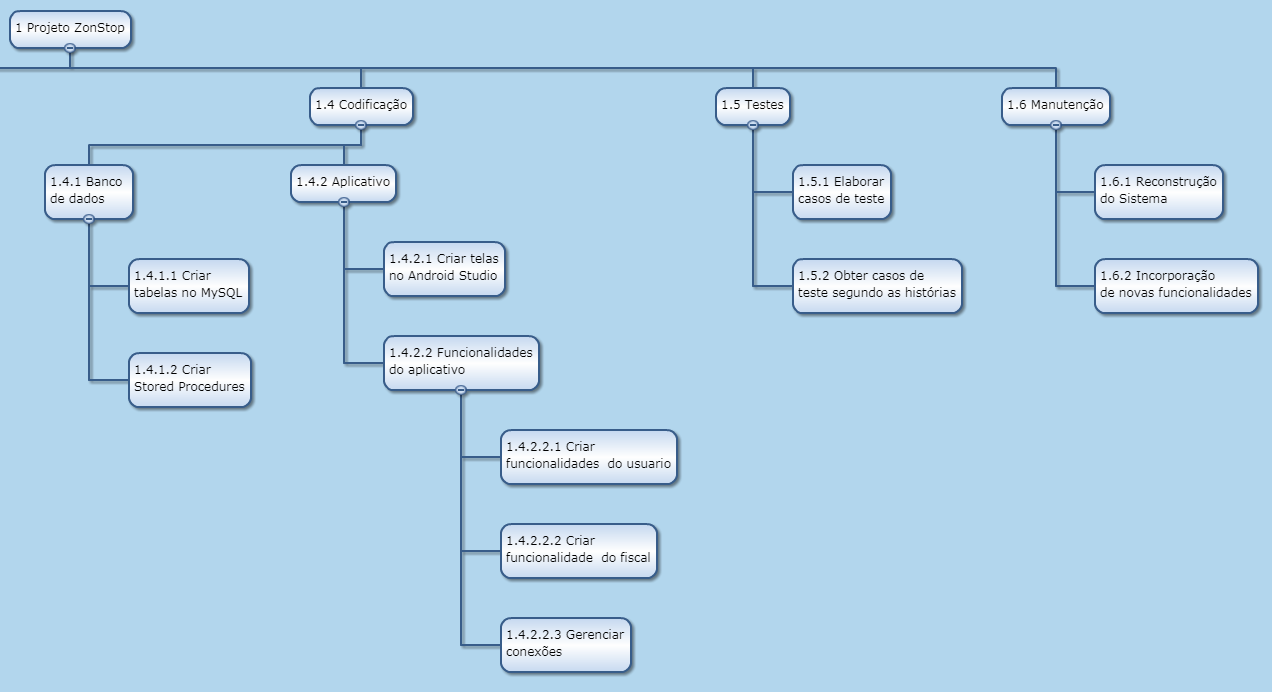 1 Projeto ZonStop
1.4 Codificação
1.5 Testes
1.6 Manutenção
1.4.1 Banco
de dados
1.4.2 Aplicativo
1.5.1 Elaborar
casos de teste
1.6.1 Reconstrução
do Sistema
1.4.1.1 Criar
tabelas no MySQL
1.4.2.1 Criar telas
no Android Studio
1.5.2 Obter casos de
teste segundo as histórias
1.6.2 Incorporação
de novas funcionalidades
1.4.1.2 Criar
Stored Procedures
1.4.2.2 Funcionalidades
do aplicativo
1.4.2.2.1 Criar
funcionalidades  do usuario
1.4.2.2.2 Criar
funcionalidade  do fiscal
1.4.2.2.3 Gerenciar
conexões